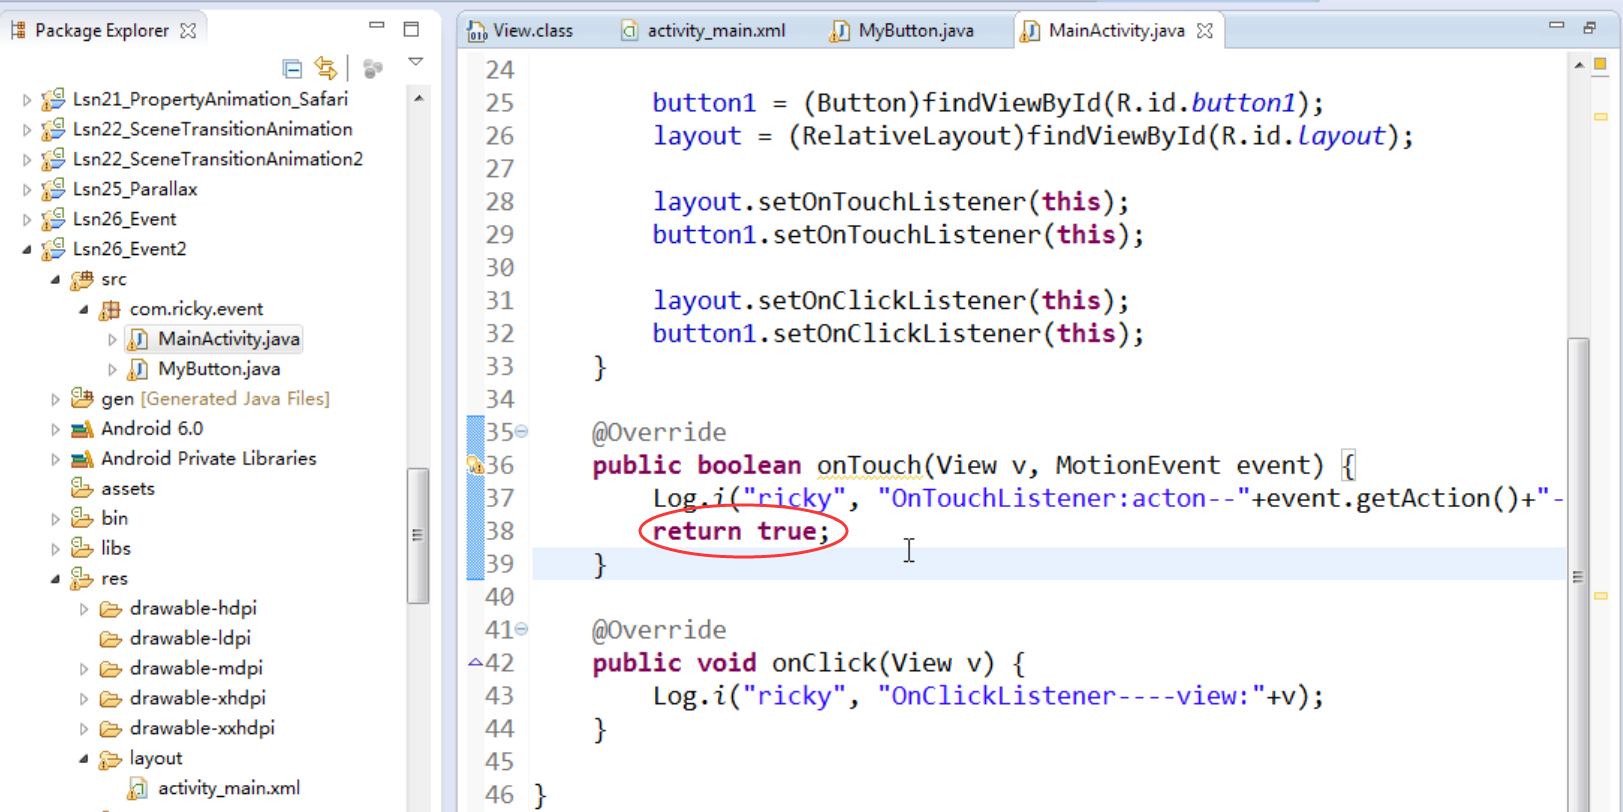 Package Explorer
Lsn21_PropertyAnimation_Safari
Lsn22_SceneTransitionAnimation
Lsn22_SceneTransitionAnimation2
Lsn25_Parallax
Lsn26_Event
Lsn26_Event2
src
com.ricky.event
MainActivity.java
MyButton.java
gen [Generated Java Files]
Android 6.0
Android Private Libraries
assets
bin
libs
res
drawable-hdpi
drawable-ldpi
drawable-mdpi
drawable-xhdpi
drawable-xxhdpi
layout
activity_main.xml
View.class activity_main.xml MyButton.java MainActivity.java
24
25 button1 = (Button)findViewById(R.id.button1);
26 layout = (RelativeLayout)findViewById(R.id.layout);
27
28 layout.setOnTouchListener(this);
29 button1.setOnTouchListener(this);
30
31 layout.setOnClickListener(this);
32 button1.setOnClickListener(this);
33 }
34
35 @Override
36 public boolean onTouch(View v, MotionEvent event) {
37 Log.i("ricky", "OnTouchListener:acton--"+event.getAction()+"-
38 return true;
39 }
40
41 @Override
42 public void onClick(View v) {
43 Log.i("ricky", "OnClickListener----view:"+v);
44 }
45
46 }